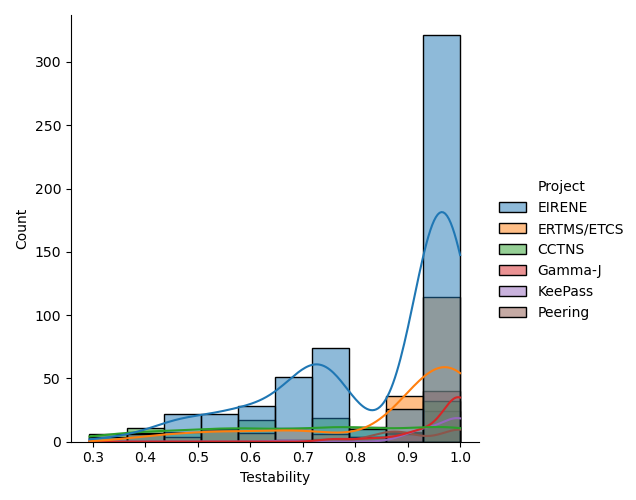 Count
300
250
200
150
100
50
0
0.3 0.4 0.5 0.6 0.7 0.8 0.9 1.0
Testability
Project
EIRENE
ERTMS/ETCS
CCTNS
Gamma-J
KeePass
Peering